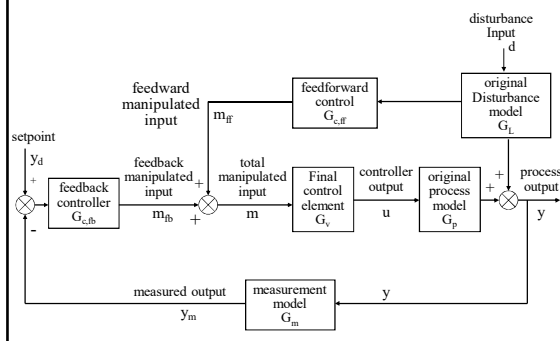 disturbance
Input
d
feedward
manipulated
input
m_ff
feedforward
control
G_c,ff
original
Disturbance
model
G_L
setpoint
y_d
+
-
feedback
controller
G_c,fb
feedback
manipulated
input
m_fb
+
+
total
manipulated
input
m
Final
control
element
G_v
controller
output
u
original
process
model
G_p
+
+
process
output
y
measured output
y_m
measurement
model
G_m
y